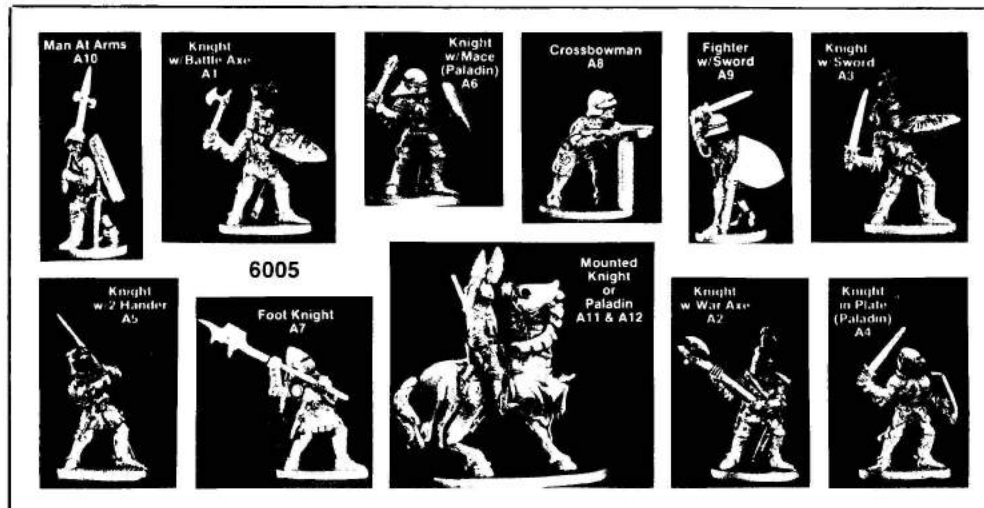 Man At Arms
A10
Knight
w/Battle Axe
A1
Knight
w/Mace
(Paladin)
A6
Crossbowman
A8
Fighter
w/Sword
A9
Knight
w Sword
A3
6005
Knight
w/2 Hander
A5
Foot Knight
A7
Mounted
Knight
or
Paladin
A11 & A12
Knight
w War Axe
A2
Knight
in Plate
(Paladin)
A4